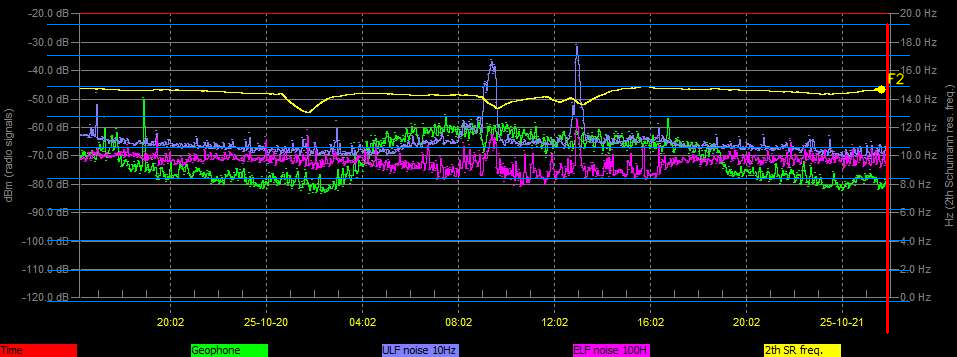 -20.0 dB 20.0 Hz
-30.0 dB 18.0 Hz
-40.0 dB 16.0 Hz
F2
-50.0 dB 14.0 Hz
-60.0 dB 12.0 Hz
-70.0 dB 10.0 Hz
-80.0 dB 8.0 Hz
-90.0 dB 6.0 Hz
-100.0 dB 4.0 Hz
-110.0 dB 2.0 Hz
-120.0 dB 0.0 Hz
dBm (radio signals)
Hz (2th Schumann res. freq.)
20:02 25-10-20 04:02 08:02 12:02 16:02 20:02 25-10-21
Time Geophone ULF noise 10Hz ELF noise 100H 2th SR freq.